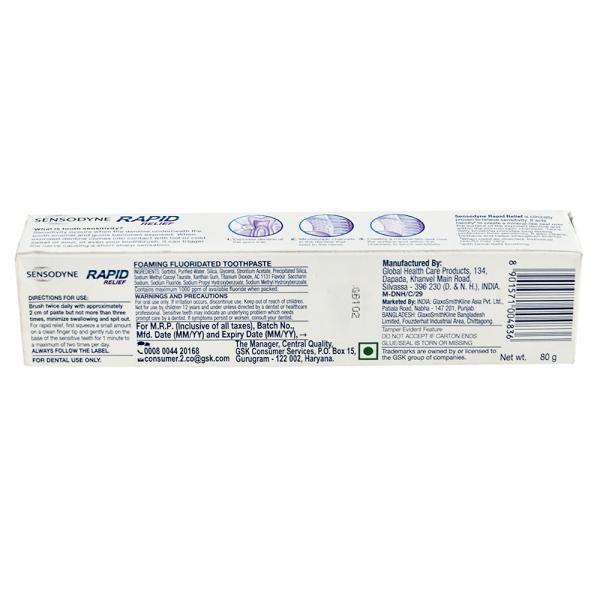 SENSODYNE RAPID RELIEF
What is tooth sensitivity?
Sensodyne Rapid Relief is clinically
SENSODYNE RAPID RELIEF
DIRECTIONS FOR USE:
Brush twice daily with approximately
2 cm of paste but not more than three
times, minimize swallowing and spit out.
For rapid relief, first squeeze a small amount
on a clean finger tip and gently rub on the
base of the sensitive teeth for 1 minute to
a maximum of two times per day.
ALWAYS FOLLOW THE LABEL.
FOR DENTAL USE ONLY.
FOAMING FLUORIDATED TOOTHPASTE
INGREDIENTS: Sorbitol, Purified Water, Silica, Glycerol, Strontium Acetate, Precipitated Silica,
Sodium Methyl Cocoyl Taurate, Xanthan Gum, Titanium Dioxide, AC 1131 Flavour, Saccharin
Sodium, Sodium Fluoride, Sodium Propyl Hydroxybenzoate, Sodium Methyl Hydroxybenzoate.
Contains maximum 1000 ppm of available fluoride when packed.
WARNINGS AND PRECAUTIONS
For oral use only. If irritation occurs, discontinue use. Keep out of reach of children.
Not for use by children 12 years and under unless directed by a dentist or healthcare
professional. Sensitive teeth may indicate an underlying problem which needs
prompt care by a dentist. If symptoms persist or worsen, consult your dentist.
For M.R.P. (Inclusive of all taxes), Batch No.,
Mfd. Date (MM/YY) and Expiry Date (MM/YY), →
0008 0044 20168
consumer.2.co@gsk.com
The Manager, Central Quality,
GSK Consumer Services, P.O. Box 15,
Gurugram - 122 002, Haryana.
Manufactured By:
Global Health Care Products, 134,
Dapada, Khanvel Main Road,
Silvassa - 396 230 (D. & N. H.), INDIA.
M-DNH/C/29
Marketed By: INDIA: GlaxoSmithKline Asia Pvt. Ltd.,
Patiala Road, Nabha - 147 201, Punjab
BANGLADESH: GlaxoSmithKline Bangladesh
Limited, Fouzderhat Industrial Area, Chittagong.
Tamper Evident Feature
DO NOT ACCEPT IF CARTON ENDS
GLUE/SEAL IS TORN OR MISSING
Trademarks are owned by or licensed to
the GSK group of companies.
8 901571 004836
Net wt. 80 g